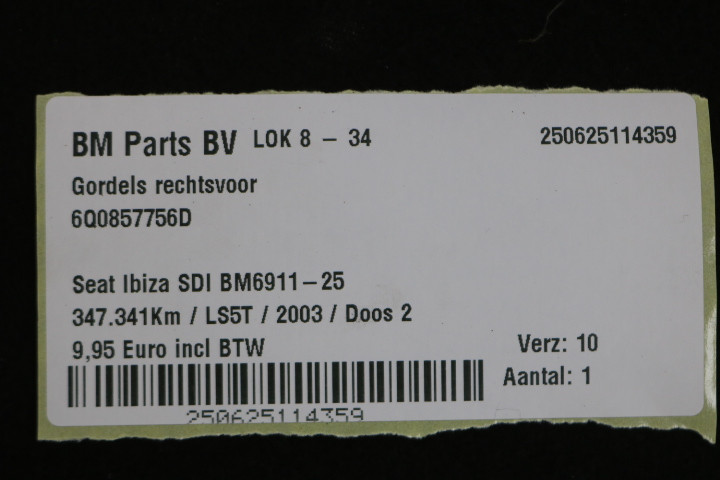 BM Parts BV LOK 8 - 34 250625114359
Gordels rechtsvoor
6Q0857756D
Seat Ibiza SDI BM6911-25
347.341Km / LS5T / 2003 / Doos 2
9,95 Euro incl BTW Verz: 10
Aantal: 1
250625114359